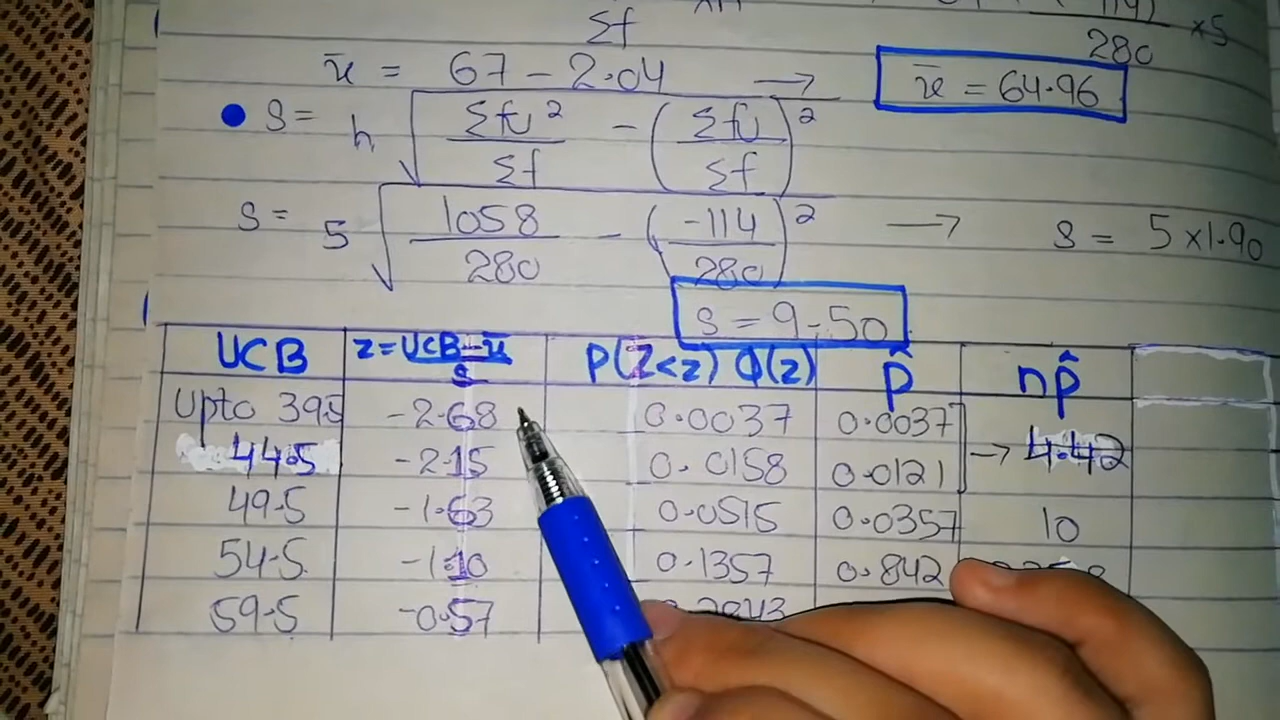 Σf
280 ×5
x̄ = 67 - 2.04 → x̄ = 64.96
S = h √ Σfu² / Σf - (Σfu / Σf)²
S = 5 √ 1058 / 280 - (-114 / 280)² → S = 5 × 1.90
S = 9.50
UCB z = UCB - x̄ / s P(Z<z) Φ(z) p̂ np̂
Upto 39.5 -2.68 0.0037 0.0037
44.5 -2.15 0.0158 0.0121 → 4.42
49.5 -1.63 0.0515 0.0357 10
54.5 -1.10 0.1357 0.842
59.5 -0.57